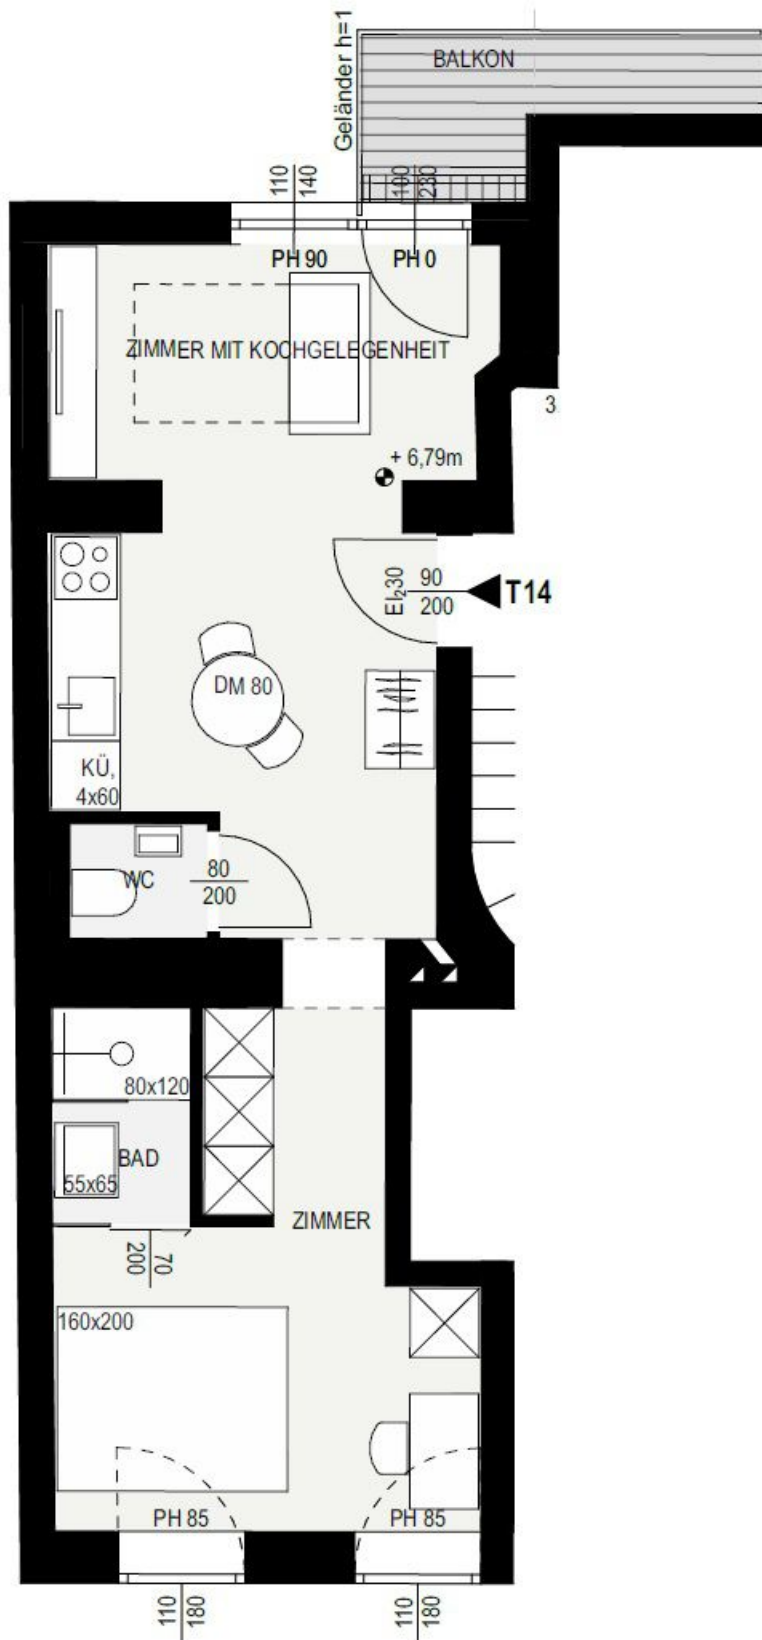 Geländer h=1
BALKON
110
140
100
230
PH 90
PH 0
ZIMMER MIT KOCHGELEGENHEIT
3
+ 6,79m
EI₂30
90
200
T14
DM 80
KÜ,
4x60
WC
80
200
80x120
BAD
55x65
ZIMMER
70
200
160x200
PH 85
PH 85
110
180
110
180